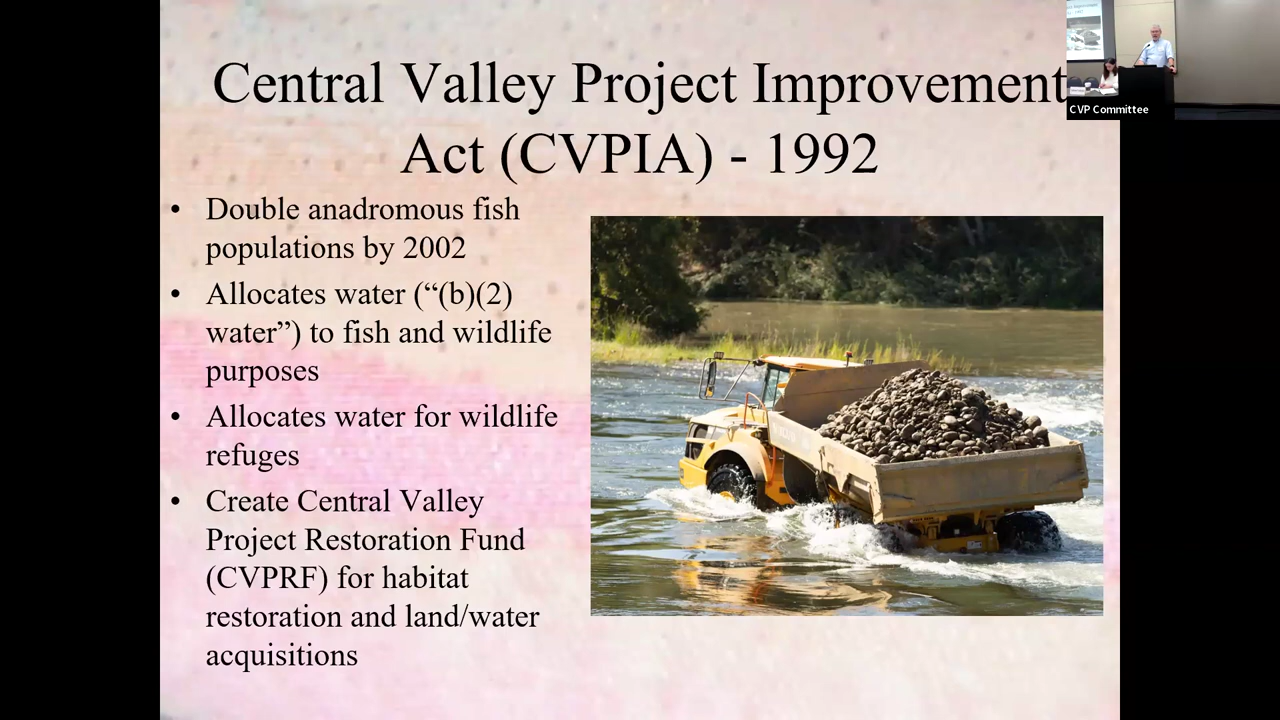 Central Valley Project Improvement
Act (CVPIA) - 1992
• Double anadromous fish
populations by 2002
• Allocates water (“(b)(2)
water”) to fish and wildlife
purposes
• Allocates water for wildlife
refuges
• Create Central Valley
Project Restoration Fund
(CVPRF) for habitat
restoration and land/water
acquisitions
CVP Committee